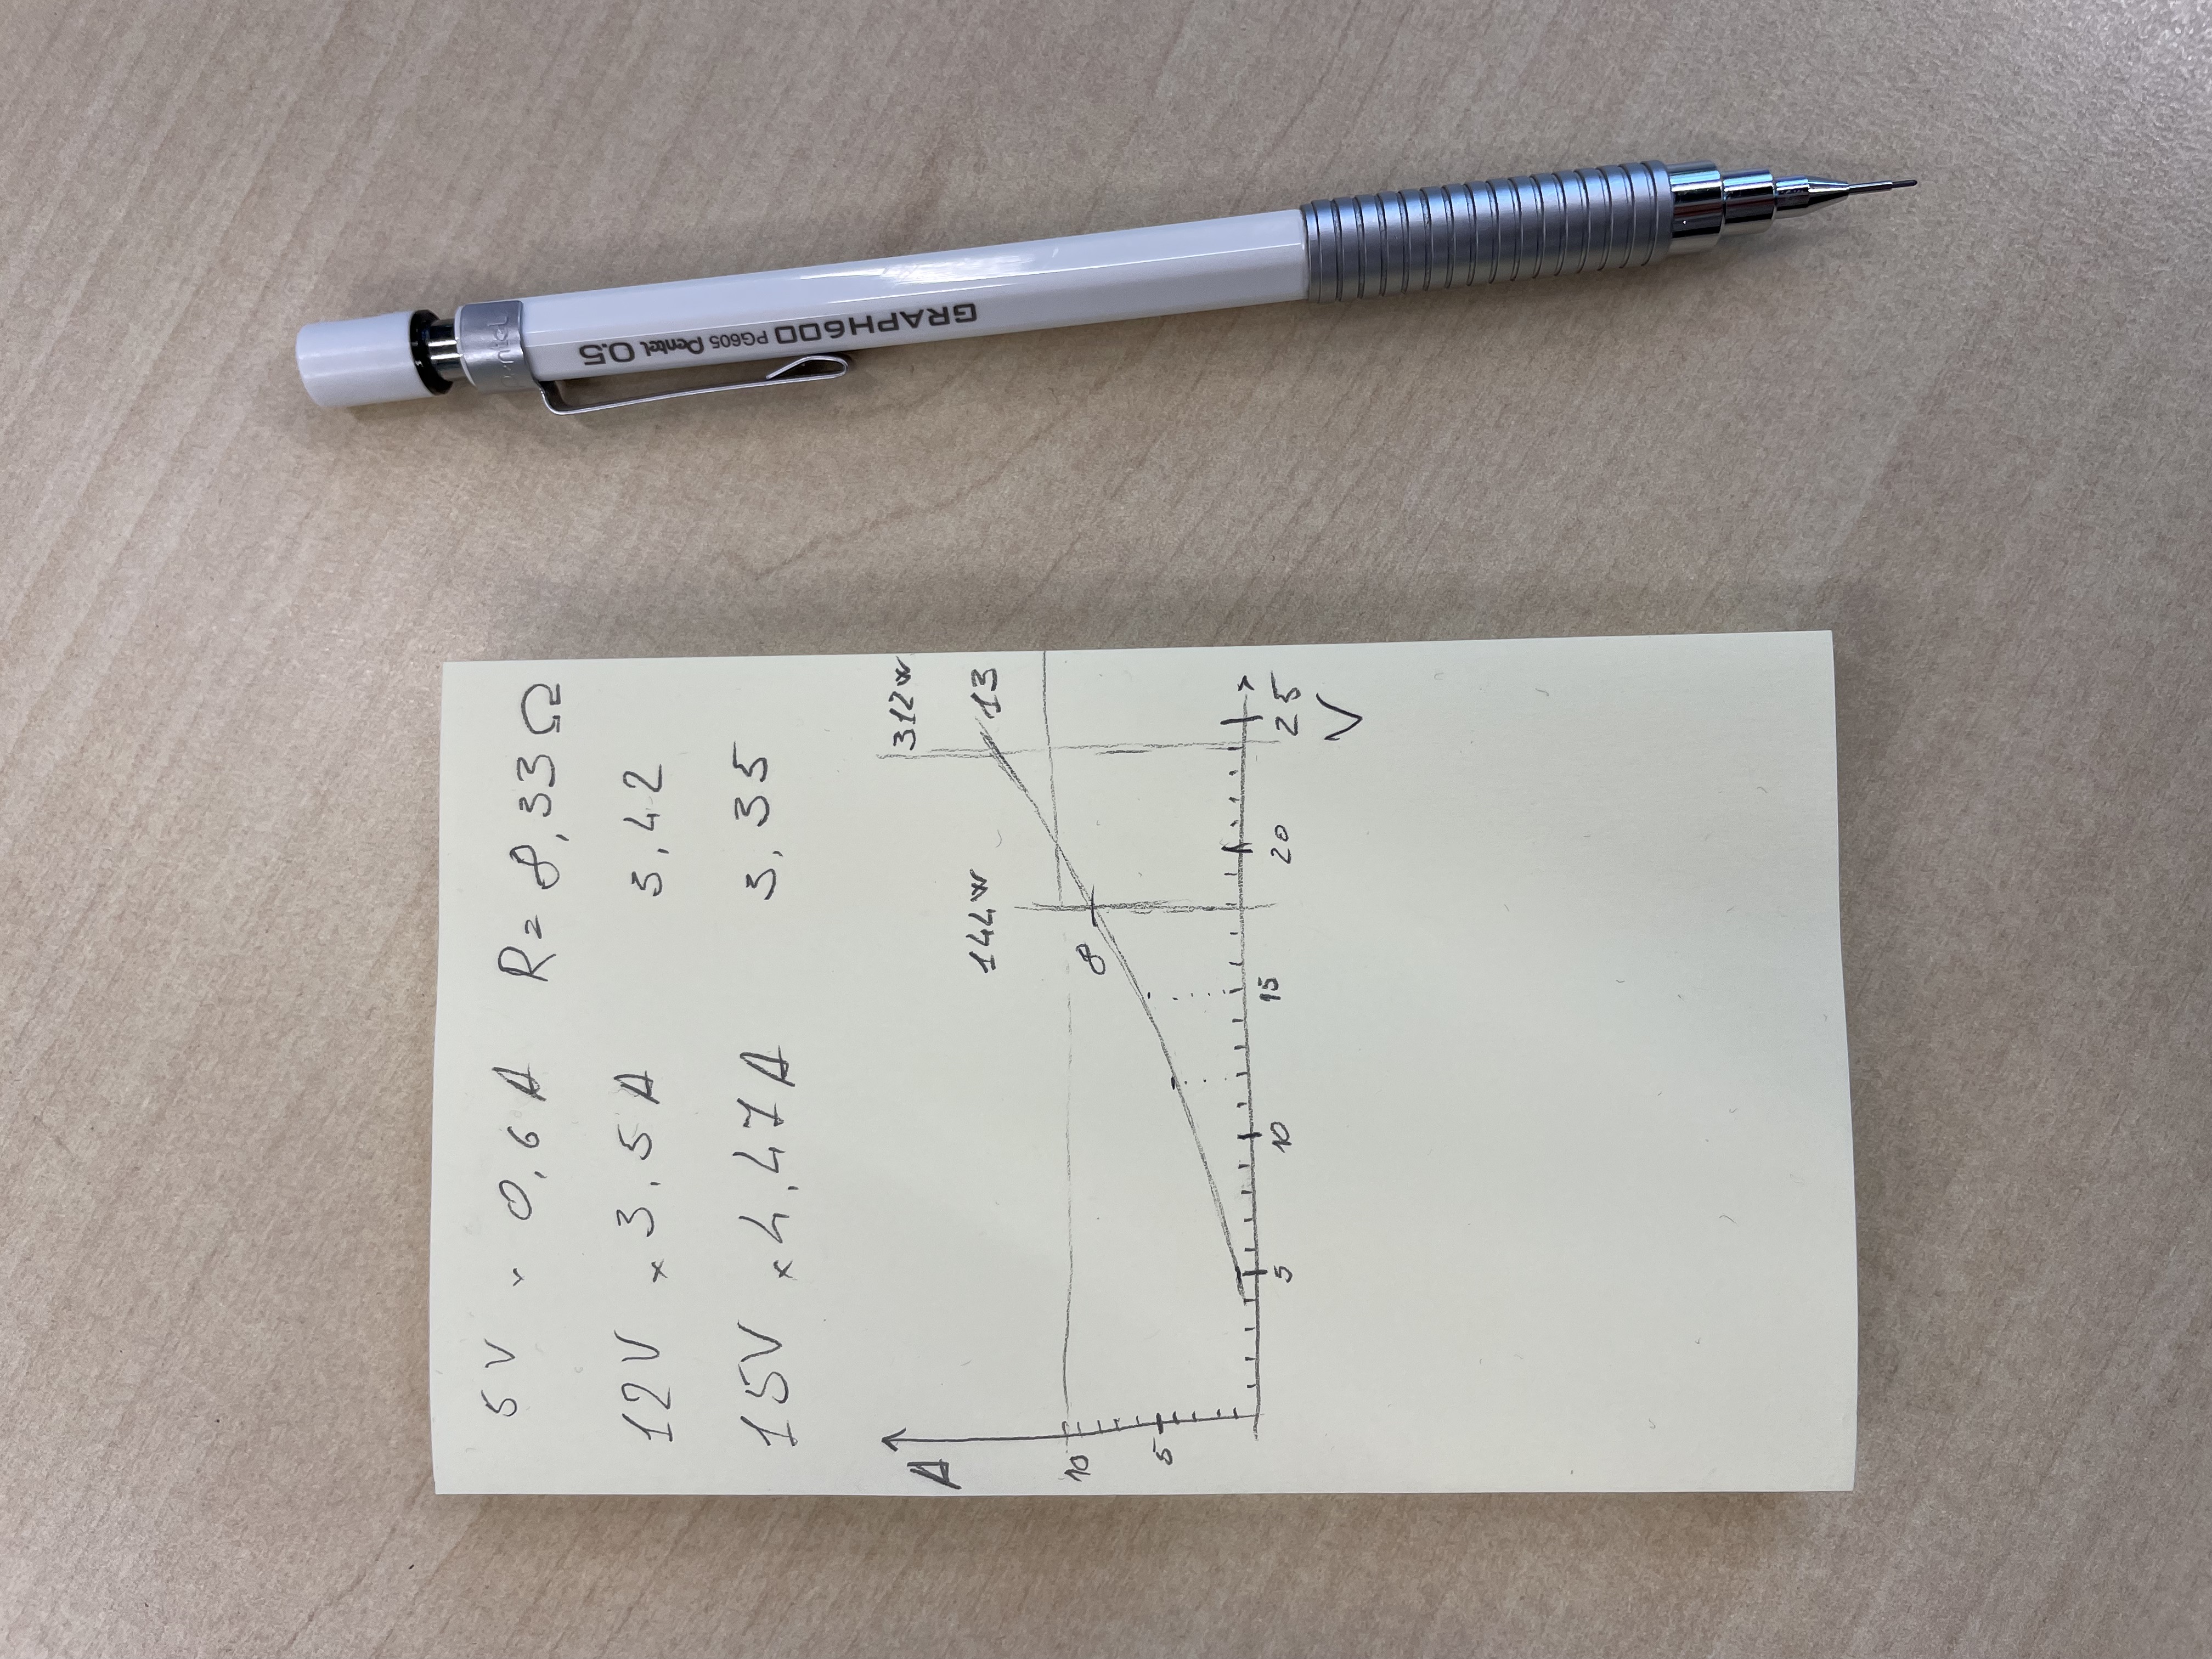 5V × 0,6A R= 8,33Ω
12V × 3,5A 3,42
15V × 4,47A 3,35
A
312W
144W
13
10
8
5
5 10 15 20 25
V
GRAPH600 PG605 Pentel 0.5
Pentel